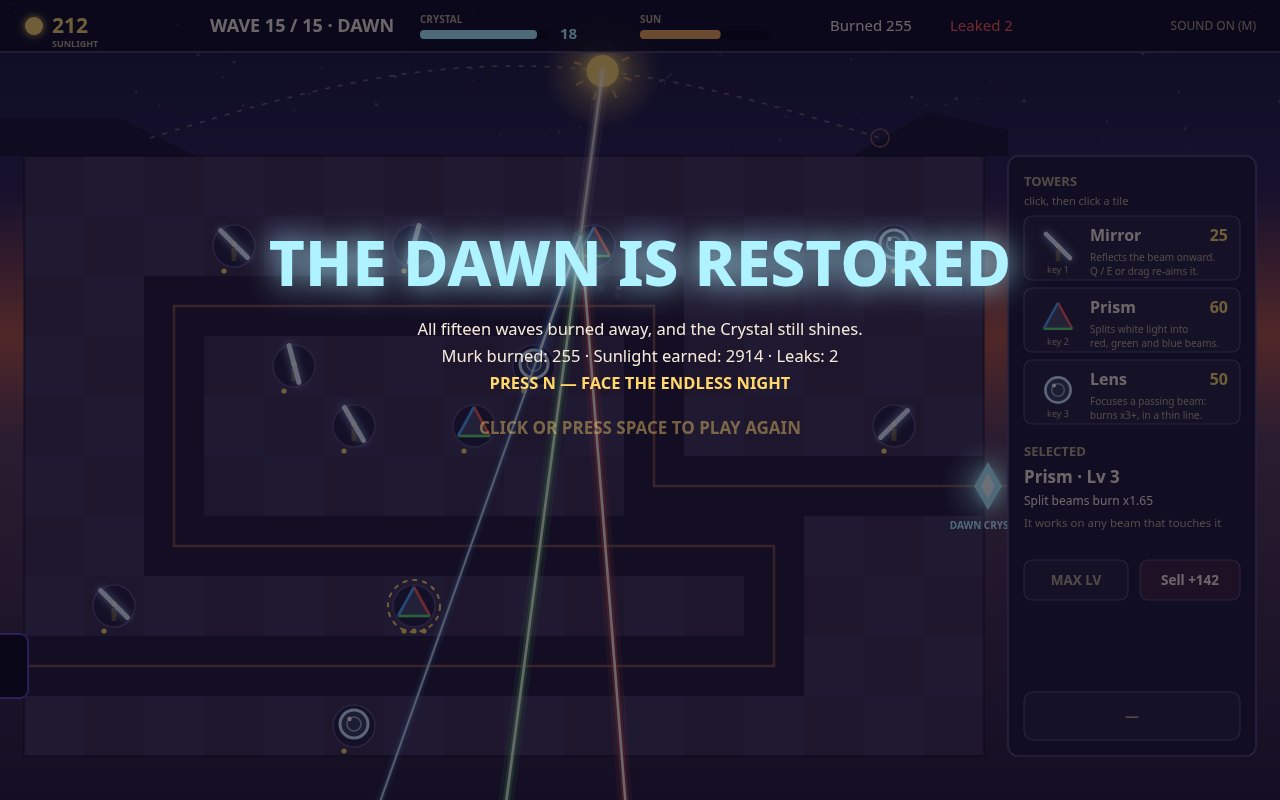 212
SUNLIGHT
WAVE 15 / 15 · DAWN
CRYSTAL
18
SUN
Burned 255
Leaked 2
SOUND ON (M)
THE DAWN IS RESTORED
All fifteen waves burned away, and the Crystal still shines.
Murk burned: 255 · Sunlight earned: 2914 · Leaks: 2
PRESS N — FACE THE ENDLESS NIGHT
CLICK OR PRESS SPACE TO PLAY AGAIN
DAWN CRYS
TOWERS
click, then click a tile
Mirror 25
Reflects the beam onward.
key 1 Q / E or drag re-aims it.
Prism 60
Splits white light into
key 2 red, green and blue beams.
Lens 50
Focuses a passing beam:
key 3 burns x3+, in a thin line.
SELECTED
Prism · Lv 3
Split beams burn x1.65
It works on any beam that touches it
MAX LV
Sell +142
—